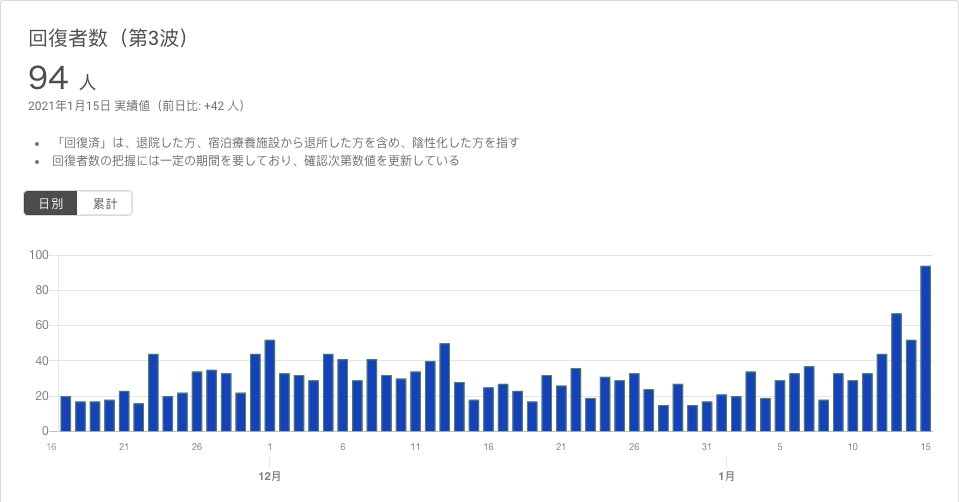 回復者数（第3波）
94 人
2021年1月15日 実績値（前日比: +42 人）
• 「回復済」は、退院した方、宿泊療養施設から退所した方を含め、陰性化した方を指す
• 回復者数の把握には一定の期間を要しており、確認次第数値を更新している
日別 累計
100
80
60
40
20
0
16 21 26 1 6 11 16 21 26 31 5 10 15
12月 1月